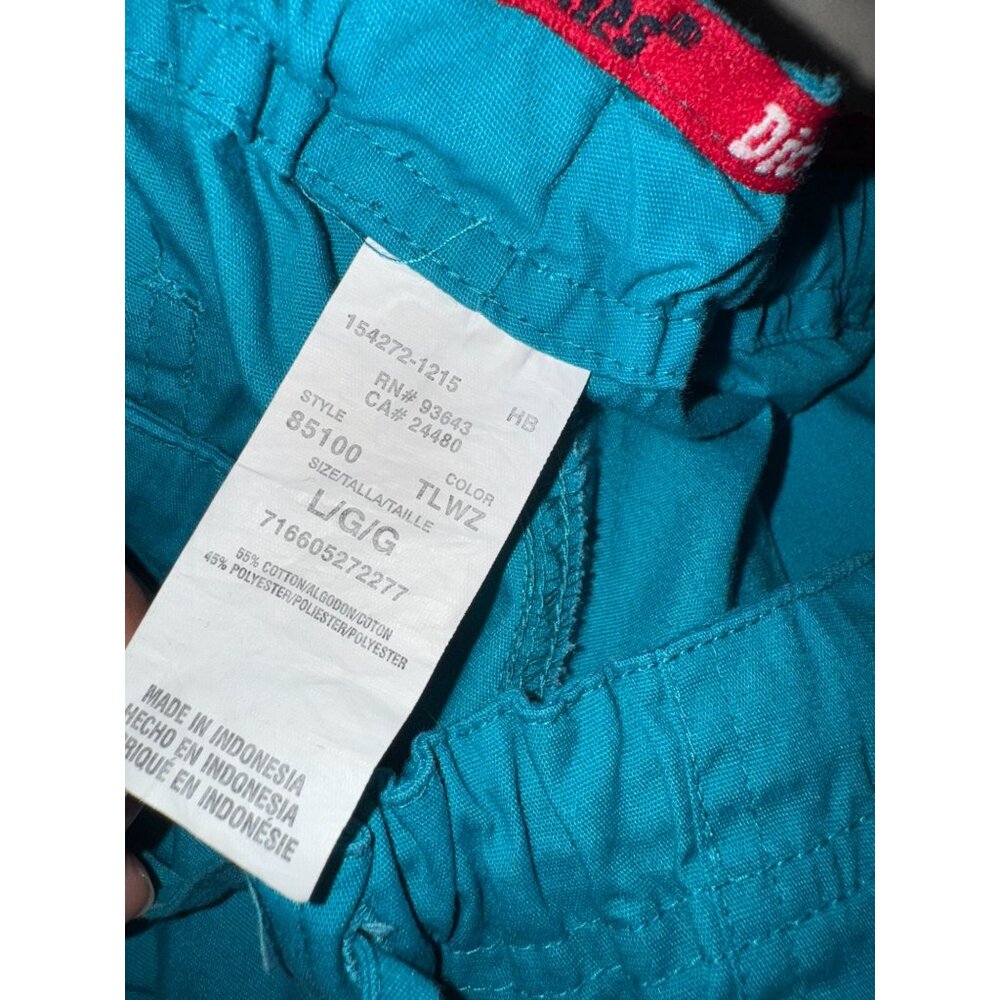 154272-1215
RN# 93643
CA# 24480
HB
STYLE
85100
COLOR
TLWZ
SIZE/TALLA/TAILLE
L/G/G
716605272277
55% COTTON/ALGODON/COTON
45% POLYESTER/POLIESTER/POLYESTER
MADE IN INDONESIA
HECHO EN INDONESIA
EN INDONÉSIE